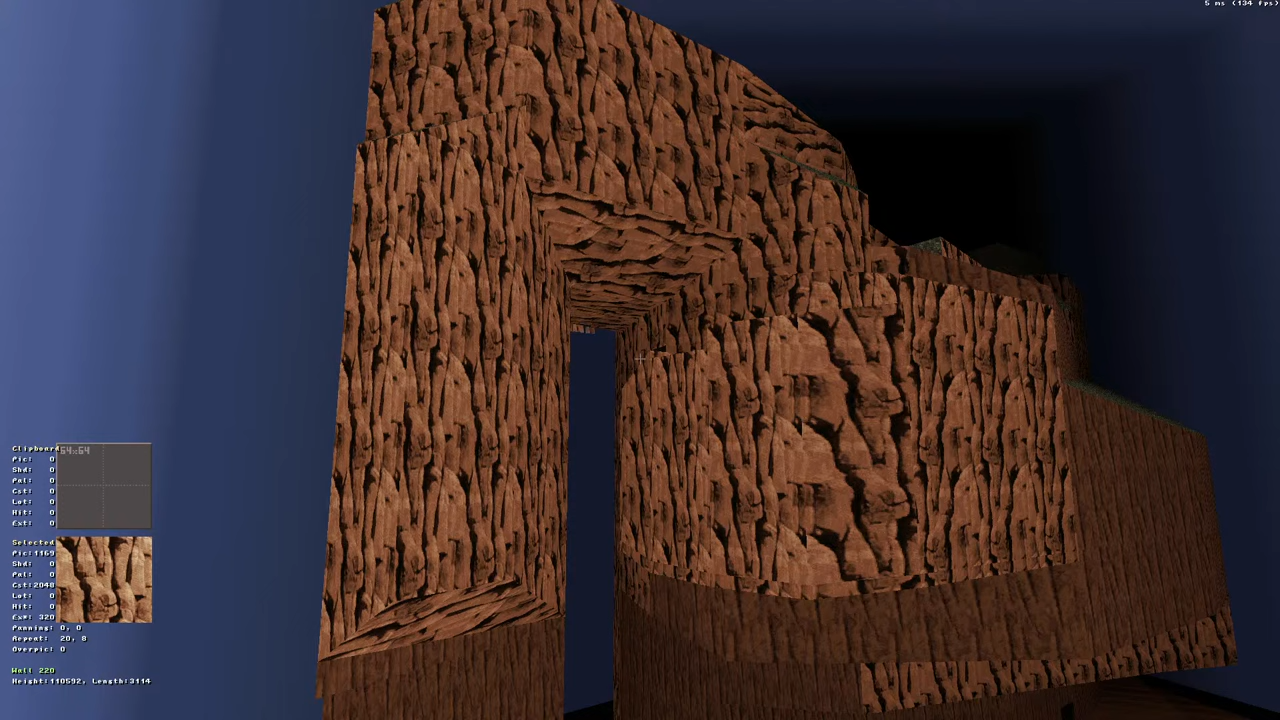 5 ms (134 fps)
Clipboard
64x64
Pic: 0
Shd: 0
Pal: 0
Cst: 0
Lot: 0
Hit: 0
Ext: 0
Selected
Pic:1169
Shd: 0
Pal: 0
Cst:2048
Lot: 0
Hit: 0
Ex*: 320
Panning: 0, 0
Repeat: 20, 8
Overpic: 0
Wall 220
Height:110592, Length:3114